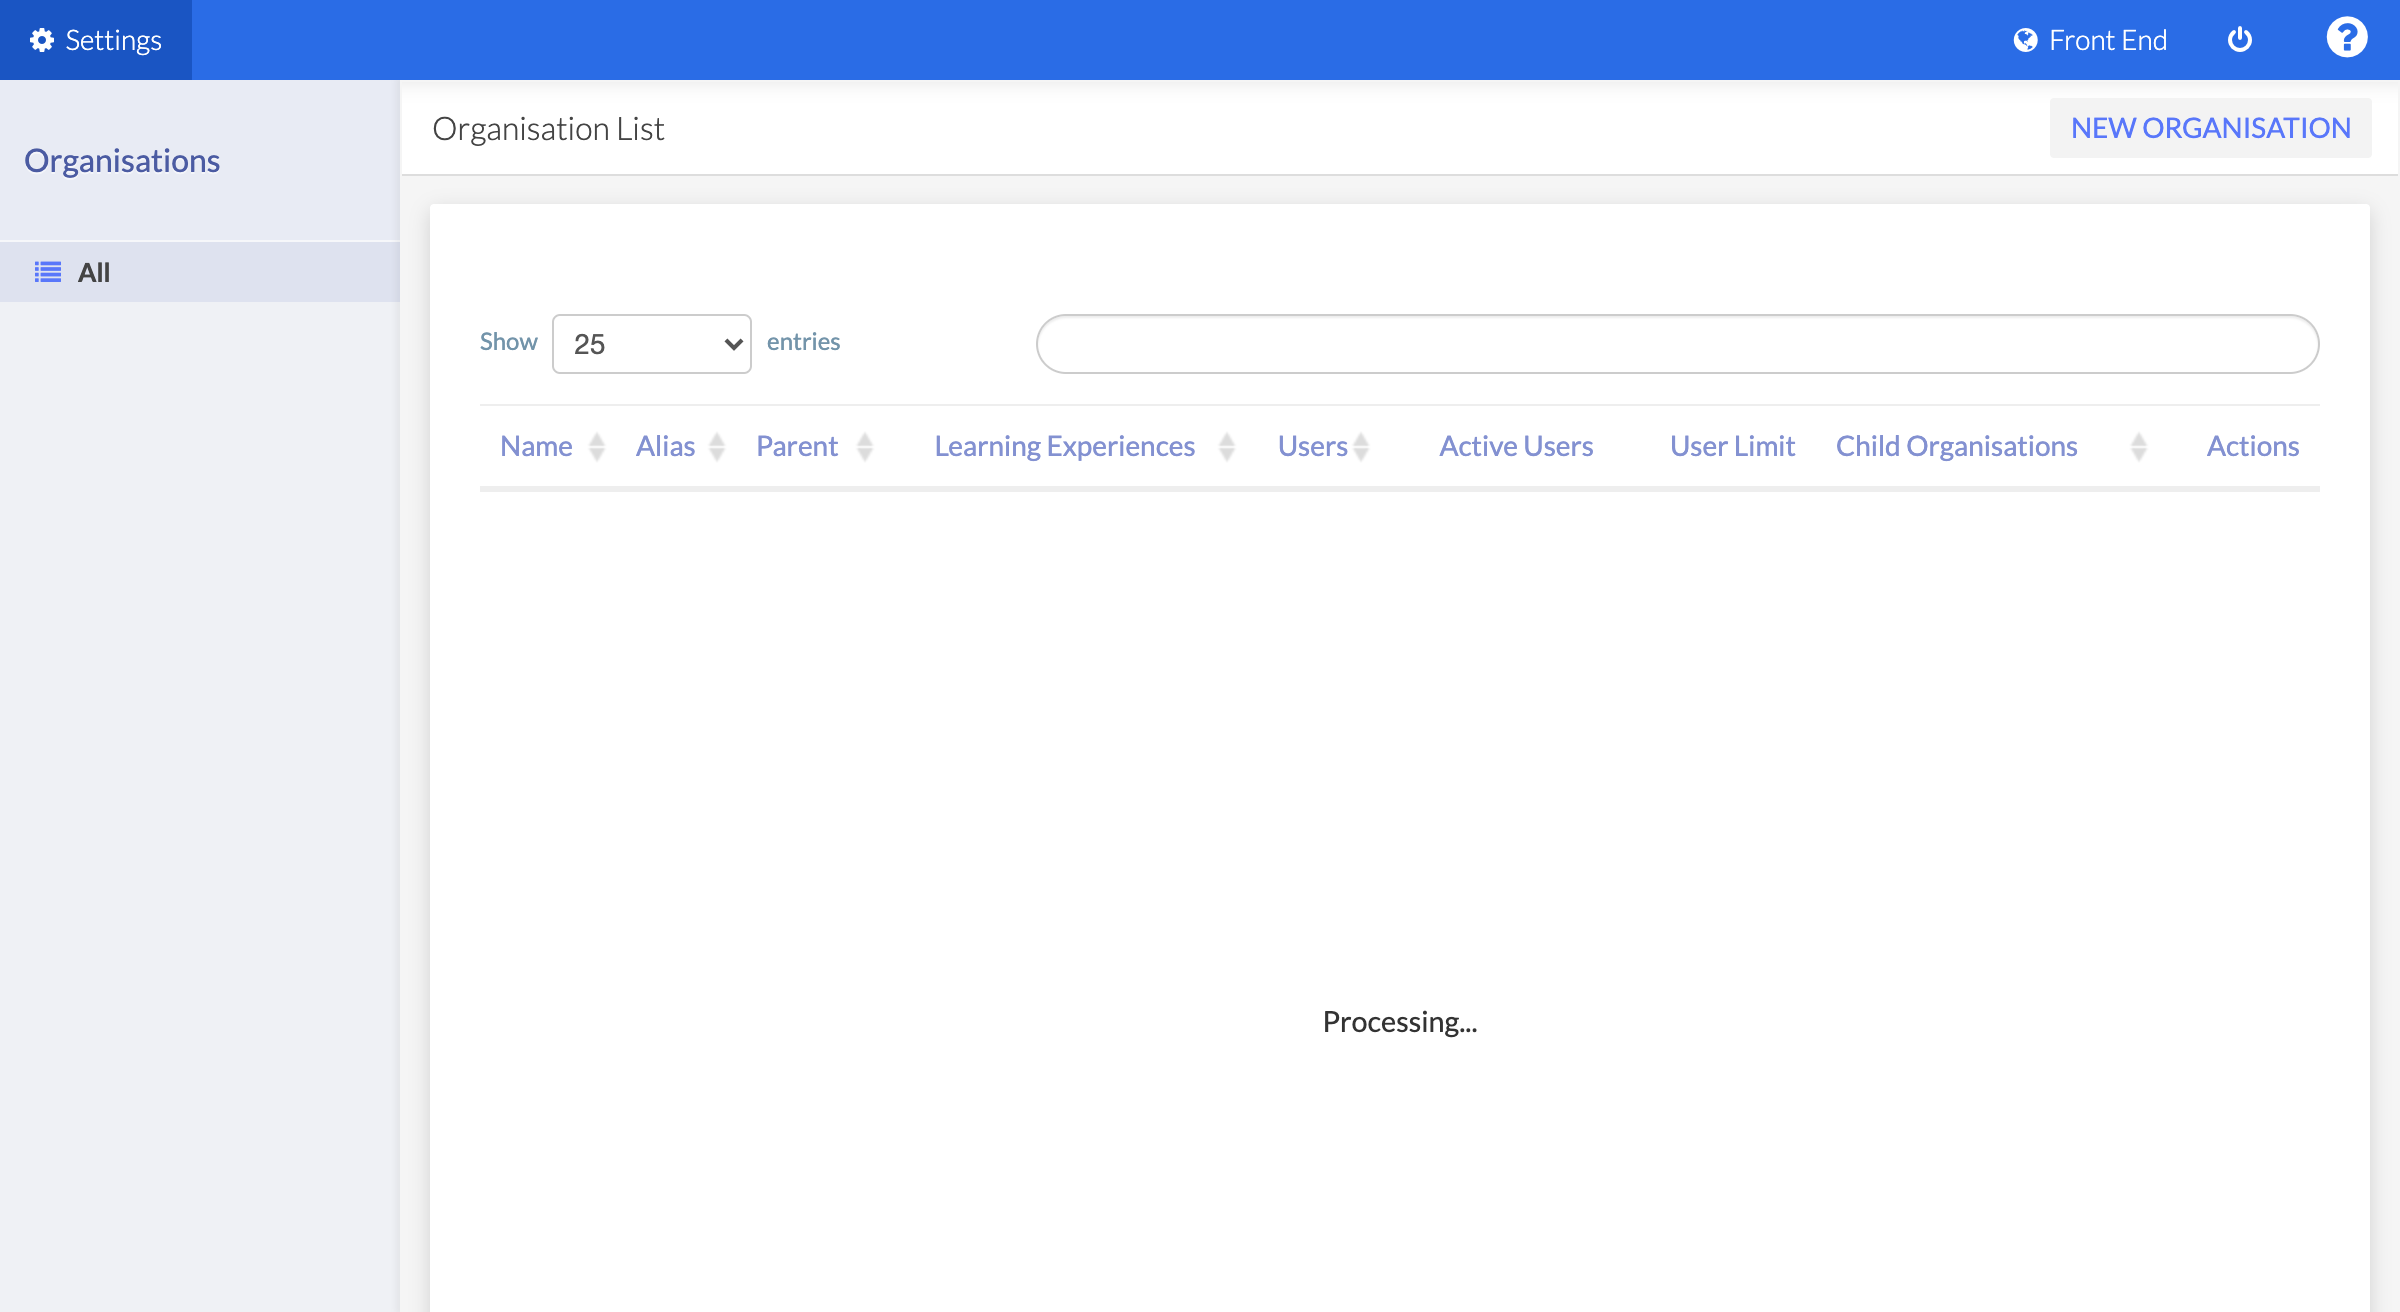 Settings
Front End
Organisations
Organisation List
NEW ORGANISATION
All
Show 25 entries
Name Alias Parent Learning Experiences Users Active Users User Limit Child Organisations Actions
Processing...